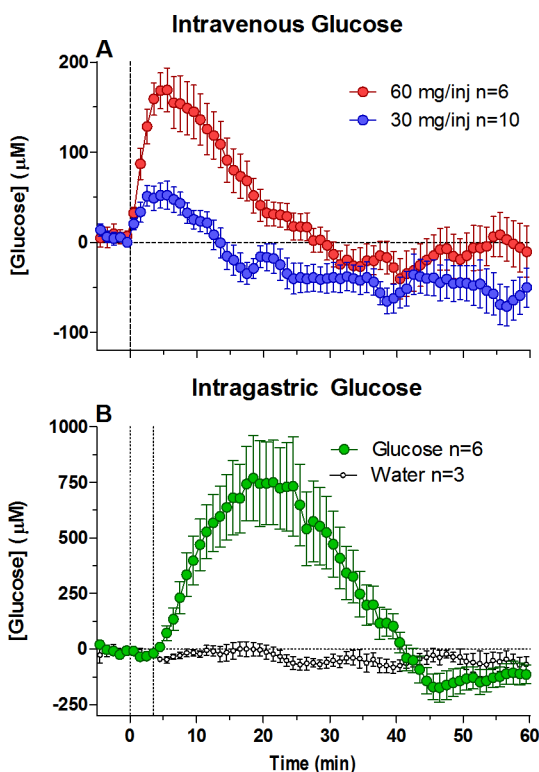 Intravenous Glucose
A
200
100
0
-100
[Glucose] (μM)
60 mg/inj n=6
30 mg/inj n=10
Intragastric Glucose
B
1000
750
500
250
0
-250
[Glucose] (μM)
Glucose n=6
Water n=3
0 10 20 30 40 50 60
Time (min)